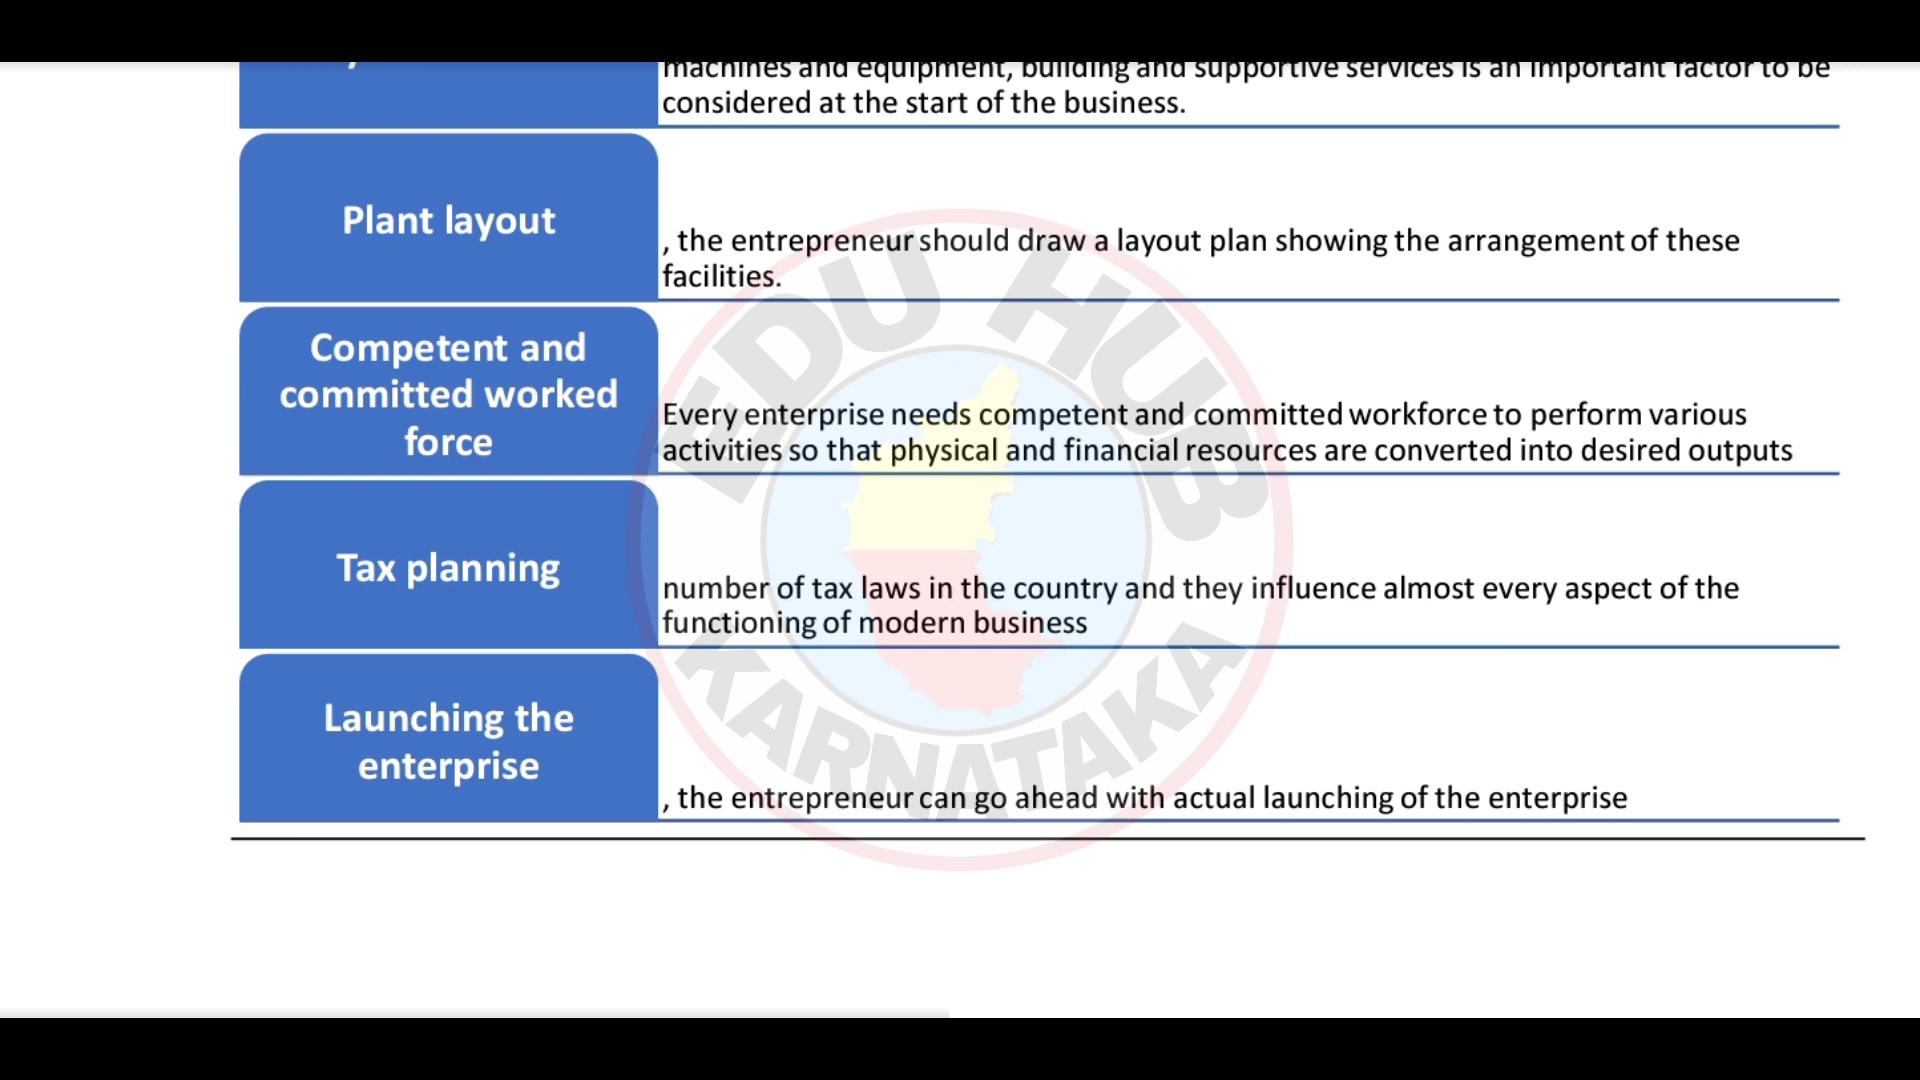 machines and equipment, building and supportive services is an important factor to be
considered at the start of the business.
Plant layout
, the entrepreneur should draw a layout plan showing the arrangement of these
facilities.
Competent and
committed worked
force
Every enterprise needs competent and committed workforce to perform various
activities so that physical and financial resources are converted into desired outputs
Tax planning
number of tax laws in the country and they influence almost every aspect of the
functioning of modern business
Launching the
enterprise
, the entrepreneur can go ahead with actual launching of the enterprise
EDU HUB
KARNATAKA